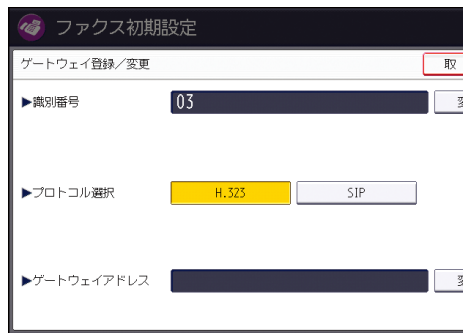 ファクス初期設定
ゲートウェイ登録／変更
取
▶識別番号 03
▶プロトコル選択 H.323 SIP
▶ゲートウェイアドレス